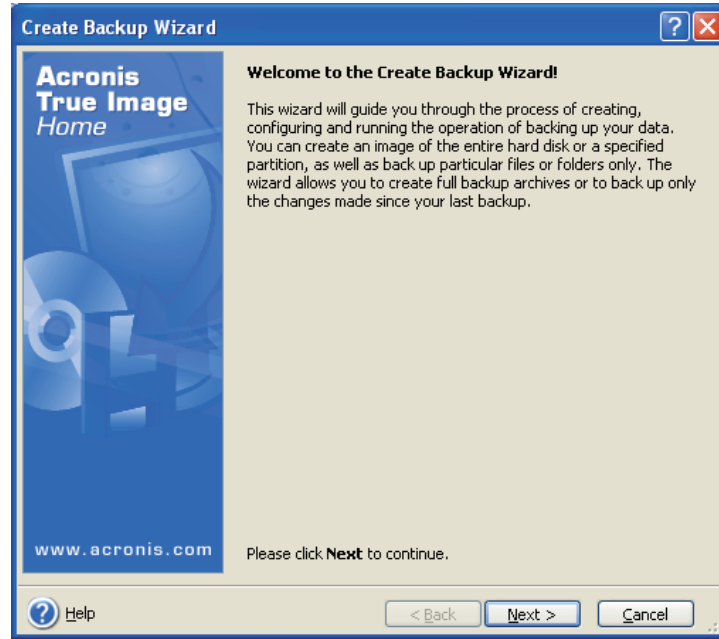 Create Backup Wizard
Acronis
True Image
Home
Welcome to the Create Backup Wizard!
This wizard will guide you through the process of creating,
configuring and running the operation of backing up your data.
You can create an image of the entire hard disk or a specified
partition, as well as back up particular files or folders only. The
wizard allows you to create full backup archives or to back up only
the changes made since your last backup.
www.acronis.com
Please click Next to continue.
? Help
< Back
Next >
Cancel